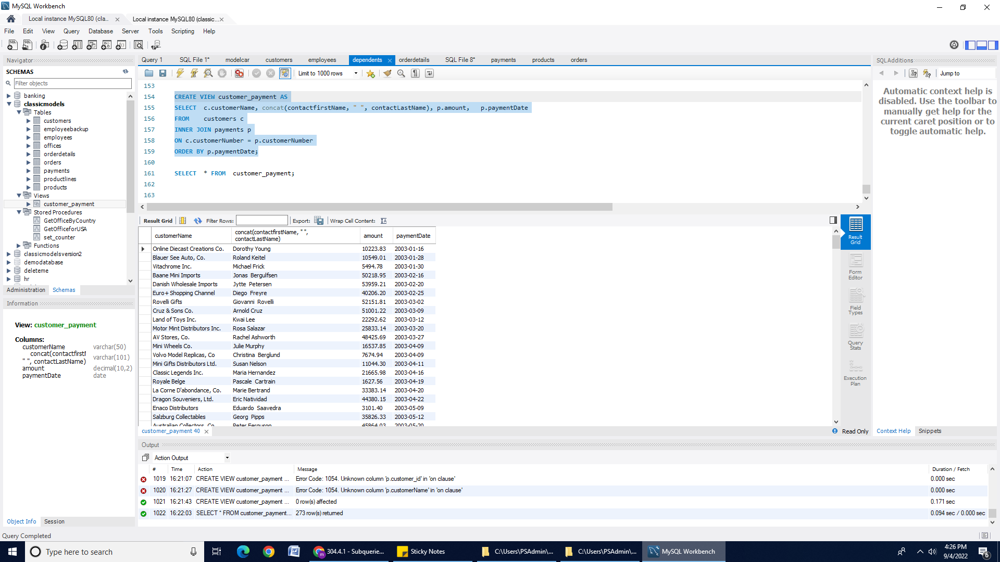 MySQL Workbench
Local instance MySQL80 (cla... × Local instance MySQL80 (classic... ×
File Edit View Query Database Server Tools Scripting Help
Navigator
SCHEMAS
Filter objects
banking
classicmodels
Tables
customers
employeebackup
employees
offices
orderdetails
orders
payments
productlines
products
Views
customer_payment
Stored Procedures
GetOfficeByCountry
GetOfficeforUSA
set_counter
Functions
classicmodelsversion2
demodatabase
deleteme
hr
Administration Schemas
Information
View: customer_payment
Columns:
customerName varchar(50)
concat(contactfirst
" ", contactLastName) varchar(101)
amount decimal(10,2)
paymentDate date
Object Info Session
Query 1 SQL File 1* modelcar customers employees dependents × orderdetails SQL File 8* payments products orders
Limit to 1000 rows
153
154 CREATE VIEW customer_payment AS
155 SELECT c.customerName, concat(contactfirstName, " ", contactLastName), p.amount, p.paymentDate
156 FROM customers c
157 INNER JOIN payments p
158 ON c.customerNumber = p.customerNumber
159 ORDER BY p.paymentDate;
160
161 SELECT * FROM customer_payment;
162
163
Result Grid Filter Rows: Export: Wrap Cell Content:
customerName concat(contactfirstName, " ", contactLastName) amount paymentDate
Online Diecast Creations Co. Dorothy Young 10223.83 2003-01-16
Blauer See Auto, Co. Roland Keitel 10549.01 2003-01-28
Vitachrome Inc. Michael Frick 5494.78 2003-01-30
Baane Mini Imports Jonas Bergulfsen 50218.95 2003-02-16
Danish Wholesale Imports Jytte Petersen 53959.21 2003-02-20
Euro+ Shopping Channel Diego Freyre 40206.20 2003-02-25
Rovelli Gifts Giovanni Rovelli 52151.81 2003-03-02
Cruz & Sons Co. Arnold Cruz 51001.22 2003-03-09
Land of Toys Inc. Kwai Lee 22292.62 2003-03-12
Motor Mint Distributors Inc. Rosa Salazar 25833.14 2003-03-20
AV Stores, Co. Rachel Ashworth 48425.69 2003-03-27
Mini Wheels Co. Julie Murphy 16537.85 2003-04-09
Volvo Model Replicas, Co Christina Berglund 7674.94 2003-04-09
Mini Gifts Distributors Ltd. Susan Nelson 11044.30 2003-04-11
Classic Legends Inc. Maria Hernandez 21665.98 2003-04-16
Royale Belge Pascale Cartrain 1627.56 2003-04-19
La Corne D'abondance, Co. Marie Bertrand 33383.14 2003-04-20
Dragon Souveniers, Ltd. Eric Natividad 44380.15 2003-04-22
Enaco Distributors Eduardo Saavedra 3101.40 2003-05-09
Salzburg Collectables Georg Pipps 35826.33 2003-05-12
Australian Collectors, Co. Peter Ferguson 45864.03 2003-05-20
customer_payment 40 × Read Only
Result Grid
Form Editor
Field Types
Query Stats
Execution Plan
SQLAdditions
Jump to
Automatic context help is
disabled. Use the toolbar to
manually get help for the
current caret position or to
toggle automatic help.
Context Help Snippets
Output
Action Output
# Time Action Message Duration / Fetch
1019 16:21:07 CREATE VIEW customer_payment ... Error Code: 1054. Unknown column 'p.customer_id' in 'on clause' 0.000 sec
1020 16:21:27 CREATE VIEW customer_payment ... Error Code: 1054. Unknown column 'p.customerName' in 'on clause' 0.000 sec
1021 16:21:43 CREATE VIEW customer_payment ... 0 row(s) affected 0.171 sec
1022 16:22:03 SELECT * FROM customer_payment... 273 row(s) returned 0.094 sec / 0.000 sec
Query Completed
Type here to search 304.4.1 - Subquerie... Sticky Notes C:\Users\PSAdmin\... C:\Users\PSAdmin\... MySQL Workbench 4:26 PM
9/4/2022 6